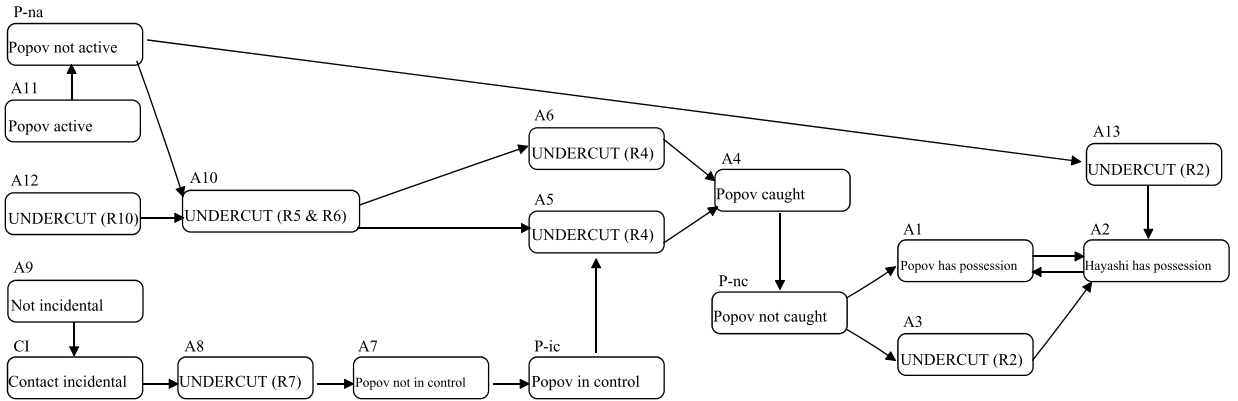 P-na
Popov not active
A11
Popov active
A6
UNDERCUT (R4)
A13
UNDERCUT (R2)
A4
Popov caught
A12
UNDERCUT (R10)
A10
UNDERCUT (R5 & R6)
A5
UNDERCUT (R4)
A1
Popov has possession
A2
Hayashi has possession
A9
Not incidental
P-nc
Popov not caught
A3
UNDERCUT (R2)
CI
Contact incidental
A8
UNDERCUT (R7)
A7
Popov not in control
P-ic
Popov in control